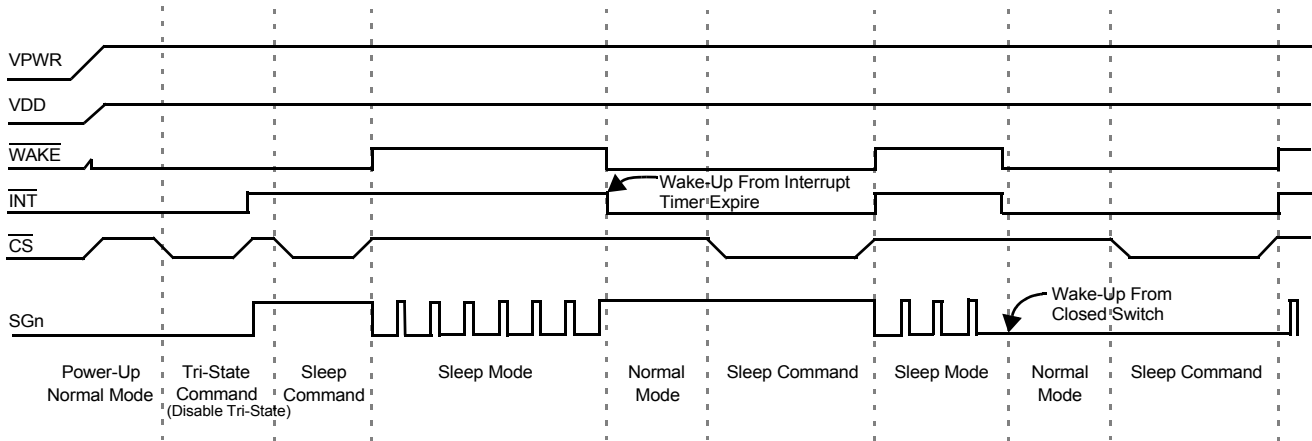 VPWR
VDD
WAKE
INT
CS
SGn
Wake-Up From Interrupt
Timer Expire
Wake-Up From
Closed Switch
Power-Up
Normal Mode
Tri-State
Command
(Disable Tri-State)
Sleep
Command
Sleep Mode
Normal
Mode
Sleep Command
Sleep Mode
Normal
Mode
Sleep Command